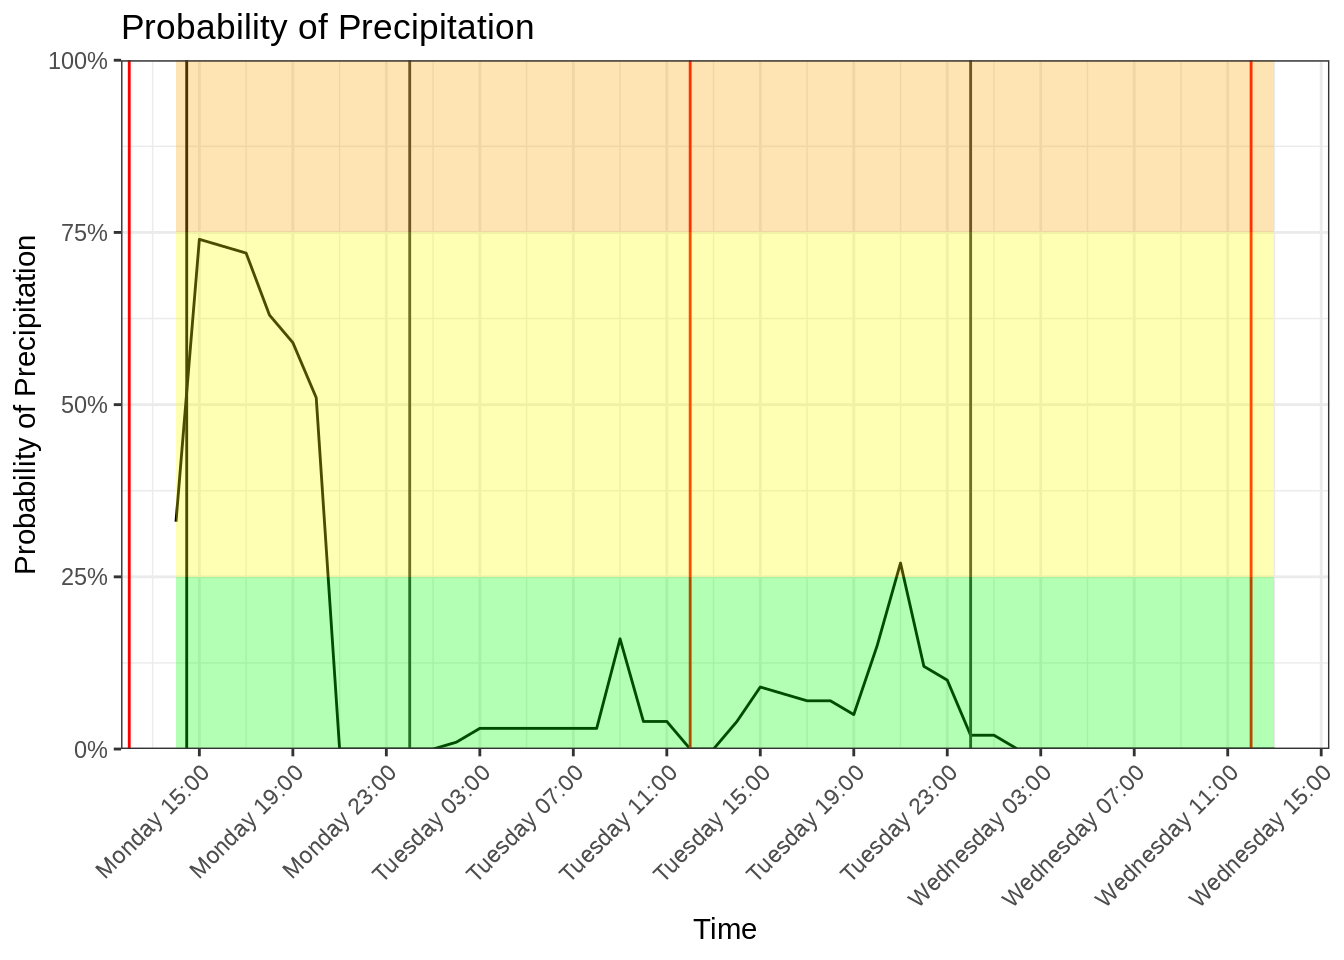 Probability of Precipitation
Probability of Precipitation
100%
75%
50%
25%
0%
Monday 15:00
Monday 19:00
Monday 23:00
Tuesday 03:00
Tuesday 07:00
Tuesday 11:00
Tuesday 15:00
Tuesday 19:00
Tuesday 23:00
Wednesday 03:00
Wednesday 07:00
Wednesday 11:00
Wednesday 15:00
Time